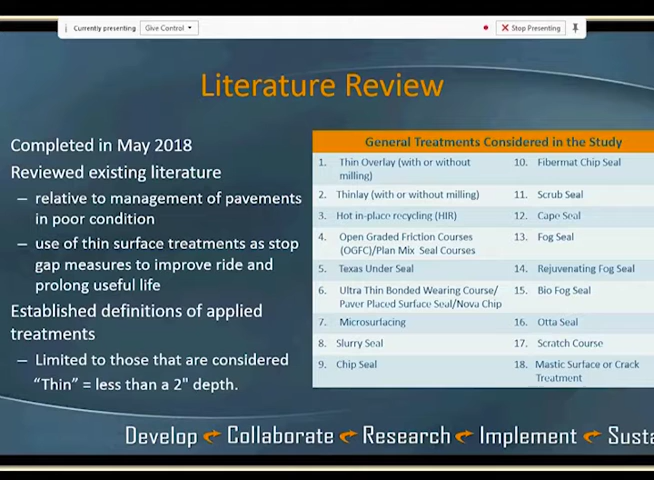 Currently presenting
Give Control
Stop Presenting
Literature Review
Completed in May 2018
Reviewed existing literature
– relative to management of pavements
in poor condition
– use of thin surface treatments as stop
gap measures to improve ride and
prolong useful life
Established definitions of applied
treatments
– Limited to those that are considered
"Thin" = less than a 2" depth.
General Treatments Considered in the Study
1. Thin Overlay (with or without
milling)
2. Thinlay (with or without milling)
3. Hot in-place recycling (HIR)
4. Open Graded Friction Courses
(OGFC)/Plan Mix Seal Courses
5. Texas Under Seal
6. Ultra Thin Bonded Wearing Course/
Paver Placed Surface Seal/Nova Chip
7. Microsurfacing
8. Slurry Seal
9. Chip Seal
10. Fibermat Chip Seal
11. Scrub Seal
12. Cape Seal
13. Fog Seal
14. Rejuvenating Fog Seal
15. Bio Fog Seal
16. Otta Seal
17. Scratch Course
18. Mastic Surface or Crack
Treatment
Develop Collaborate Research Implement Susta